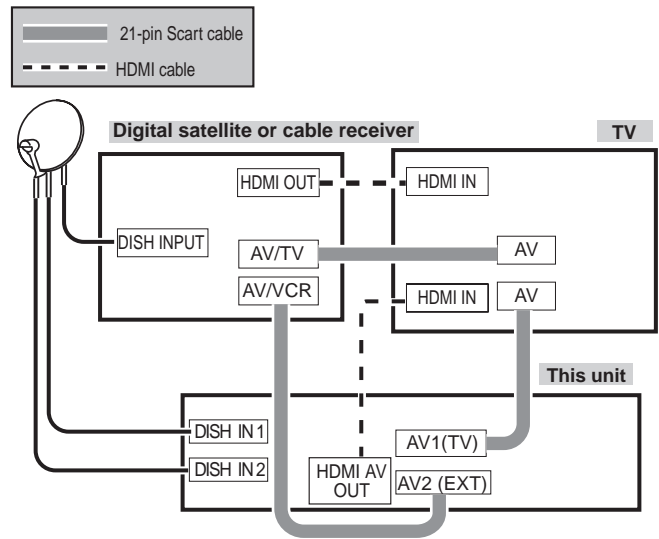 21-pin Scart cable
HDMI cable
Digital satellite or cable receiver
TV
HDMI OUT
HDMI IN
DISH INPUT
AV/TV
AV
AV/VCR
HDMI IN
AV
This unit
DISH IN 1
AV1(TV)
DISH IN 2
HDMI AV
OUT
AV2 (EXT)